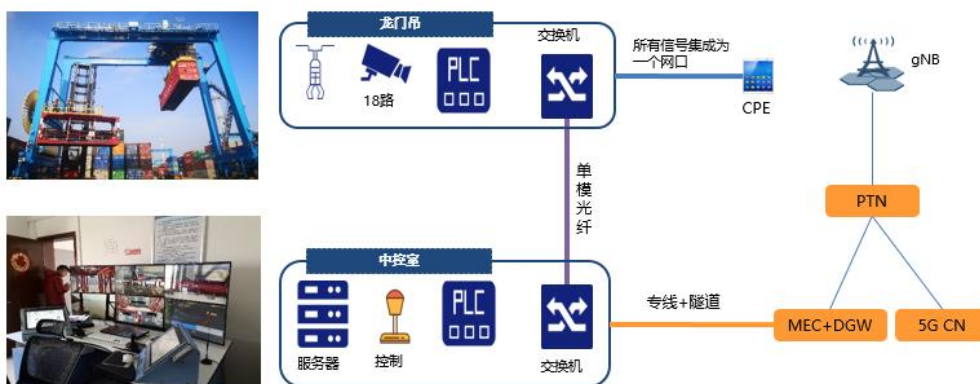 龙门吊
18路
PLC
交换机
所有信号集成为
一个网口
CPE
gNB
单模光纤
PTN
中控室
服务器
控制
PLC
交换机
专线+隧道
MEC+DGW
5G CN